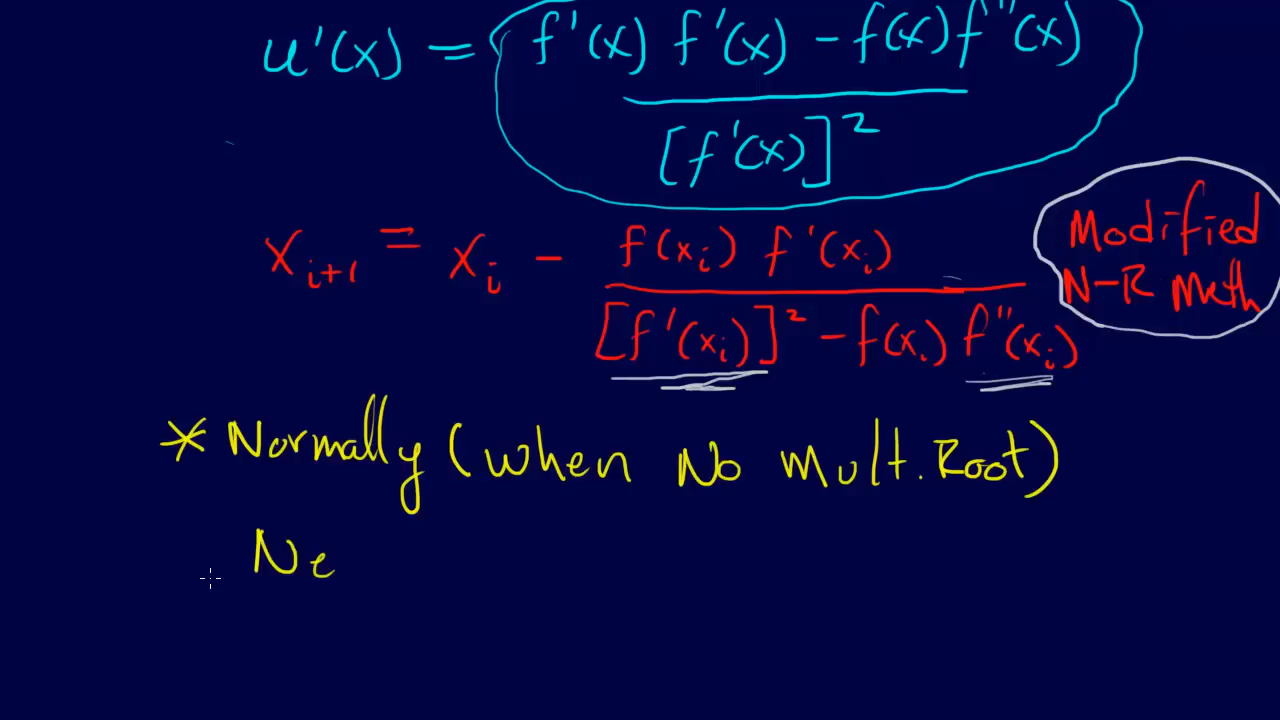 u'(x) = f'(x) f'(x) - f(x) f''(x)
[f'(x)]²
x_{i+1} = x_i - f(x_i) f'(x_i)
[f'(x_i)]² - f(x_i) f''(x_i)
Modified
N-R Meth
* Normally (when No mult. Root)
Ne